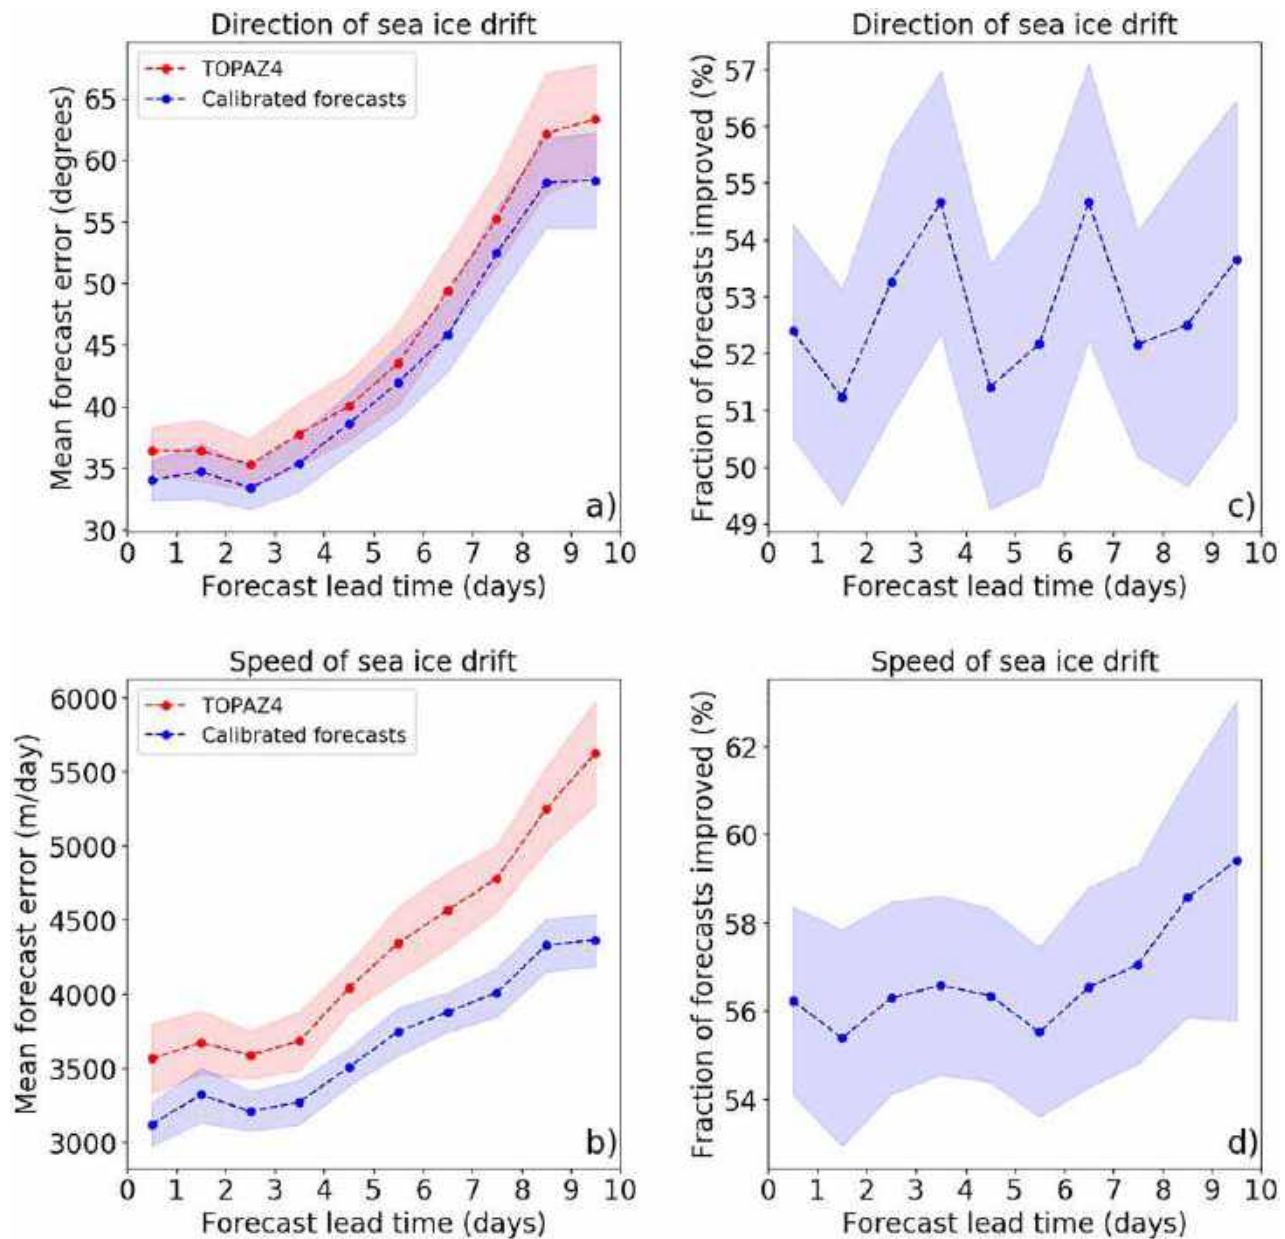 Direction of sea ice drift
TOPAZ4
Calibrated forecasts
Mean forecast error (degrees)
65
60
55
50
45
40
35
30
a)
0 1 2 3 4 5 6 7 8 9 10
Forecast lead time (days)
Direction of sea ice drift
Fraction of forecasts improved (%)
57
56
55
54
53
52
51
50
49
c)
0 1 2 3 4 5 6 7 8 9 10
Forecast lead time (days)
Speed of sea ice drift
TOPAZ4
Calibrated forecasts
Mean forecast error (m/day)
6000
5500
5000
4500
4000
3500
3000
b)
0 1 2 3 4 5 6 7 8 9 10
Forecast lead time (days)
Speed of sea ice drift
Fraction of forecasts improved (%)
62
60
58
56
54
d)
0 1 2 3 4 5 6 7 8 9 10
Forecast lead time (days)